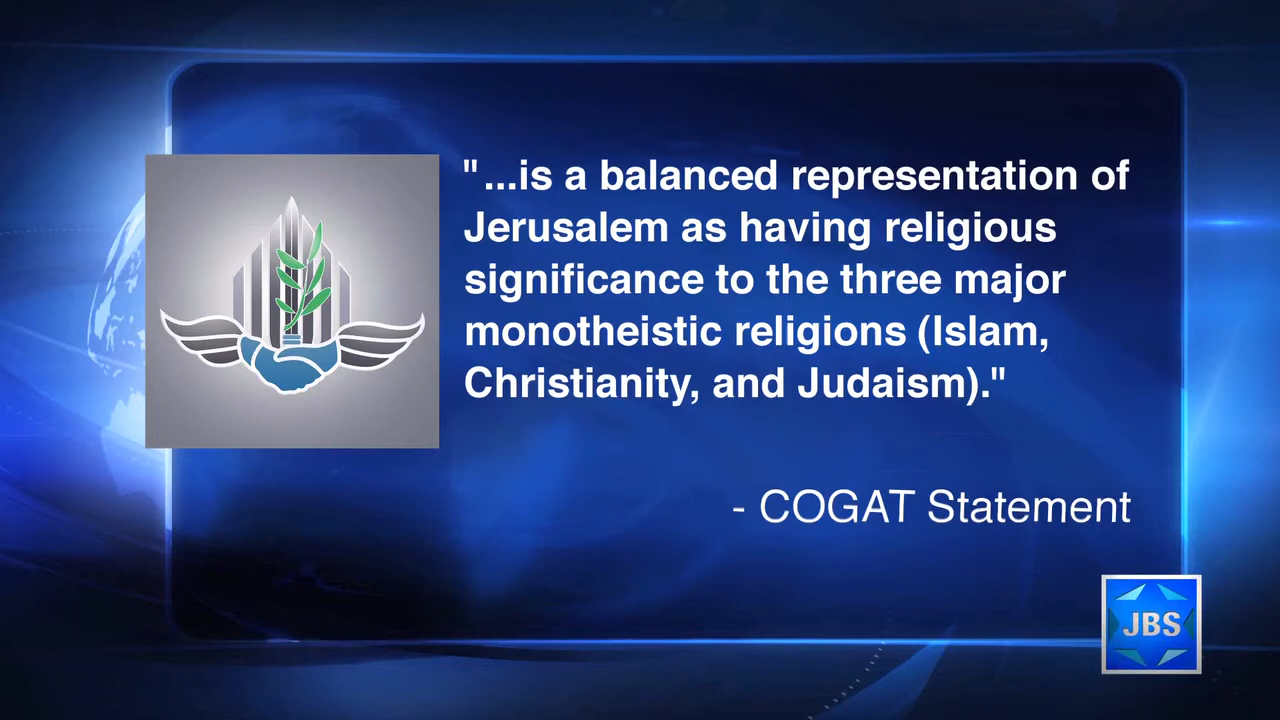 "...is a balanced representation of
Jerusalem as having religious
significance to the three major
monotheistic religions (Islam,
Christianity, and Judaism)."
- COGAT Statement
JBS